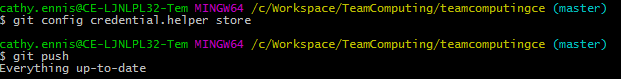 cathy.ennis@CE-LJNLPL32-Tem MINGW64 /c/Workspace/TeamComputing/teamcomputingce (master)
$ git config credential.helper store
cathy.ennis@CE-LJNLPL32-Tem MINGW64 /c/Workspace/TeamComputing/teamcomputingce (master)
$ git push
Everything up-to-date